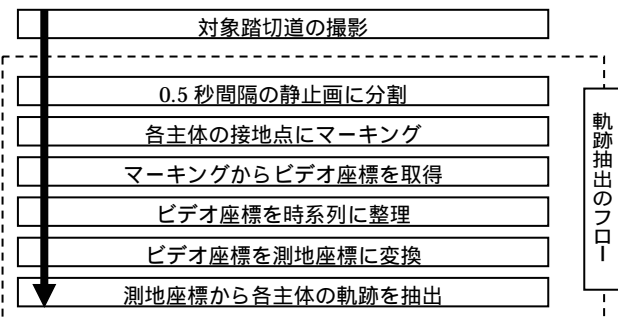 対象踏切道の撮影
0.5 秒間隔の静止画に分割
各主体の接地点にマーキング
マーキングからビデオ座標を取得
ビデオ座標を時系列に整理
ビデオ座標を測地座標に変換
測地座標から各主体の軌跡を抽出
軌跡抽出のフロー